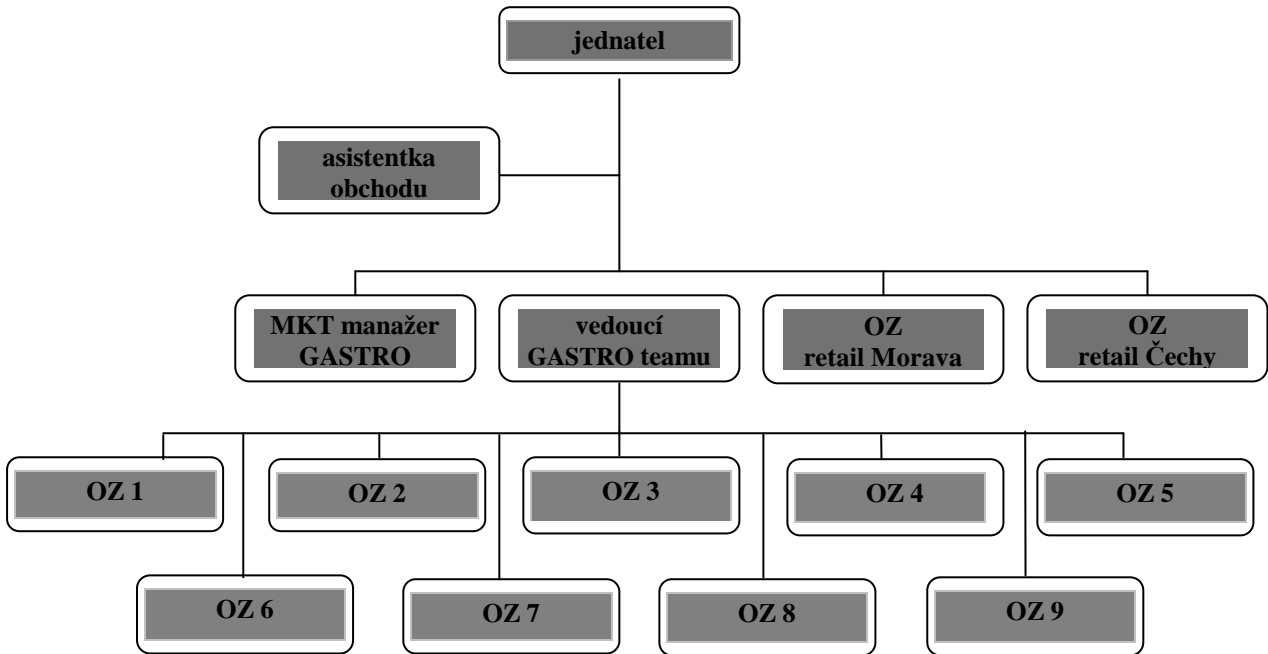 jednatel
asistentka
obchodu
MKT manažer
GASTRO
vedoucí
GASTRO teamu
OZ
retail Morava
OZ
retail Čechy
OZ 1
OZ 2
OZ 3
OZ 4
OZ 5
OZ 6
OZ 7
OZ 8
OZ 9